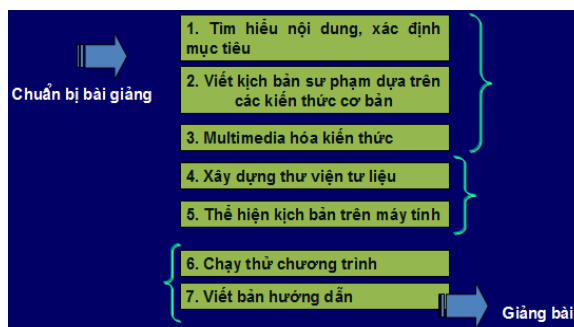 1. Tìm hiểu nội dung, xác định
mục tiêu
Chuẩn bị bài giảng
2. Viết kịch bản sư phạm dựa trên
các kiến thức cơ bản
3. Multimedia hóa kiến thức
4. Xây dựng thư viện tư liệu
5. Thể hiện kịch bản trên máy tính
6. Chạy thử chương trình
7. Viết bản hướng dẫn
Giảng bài